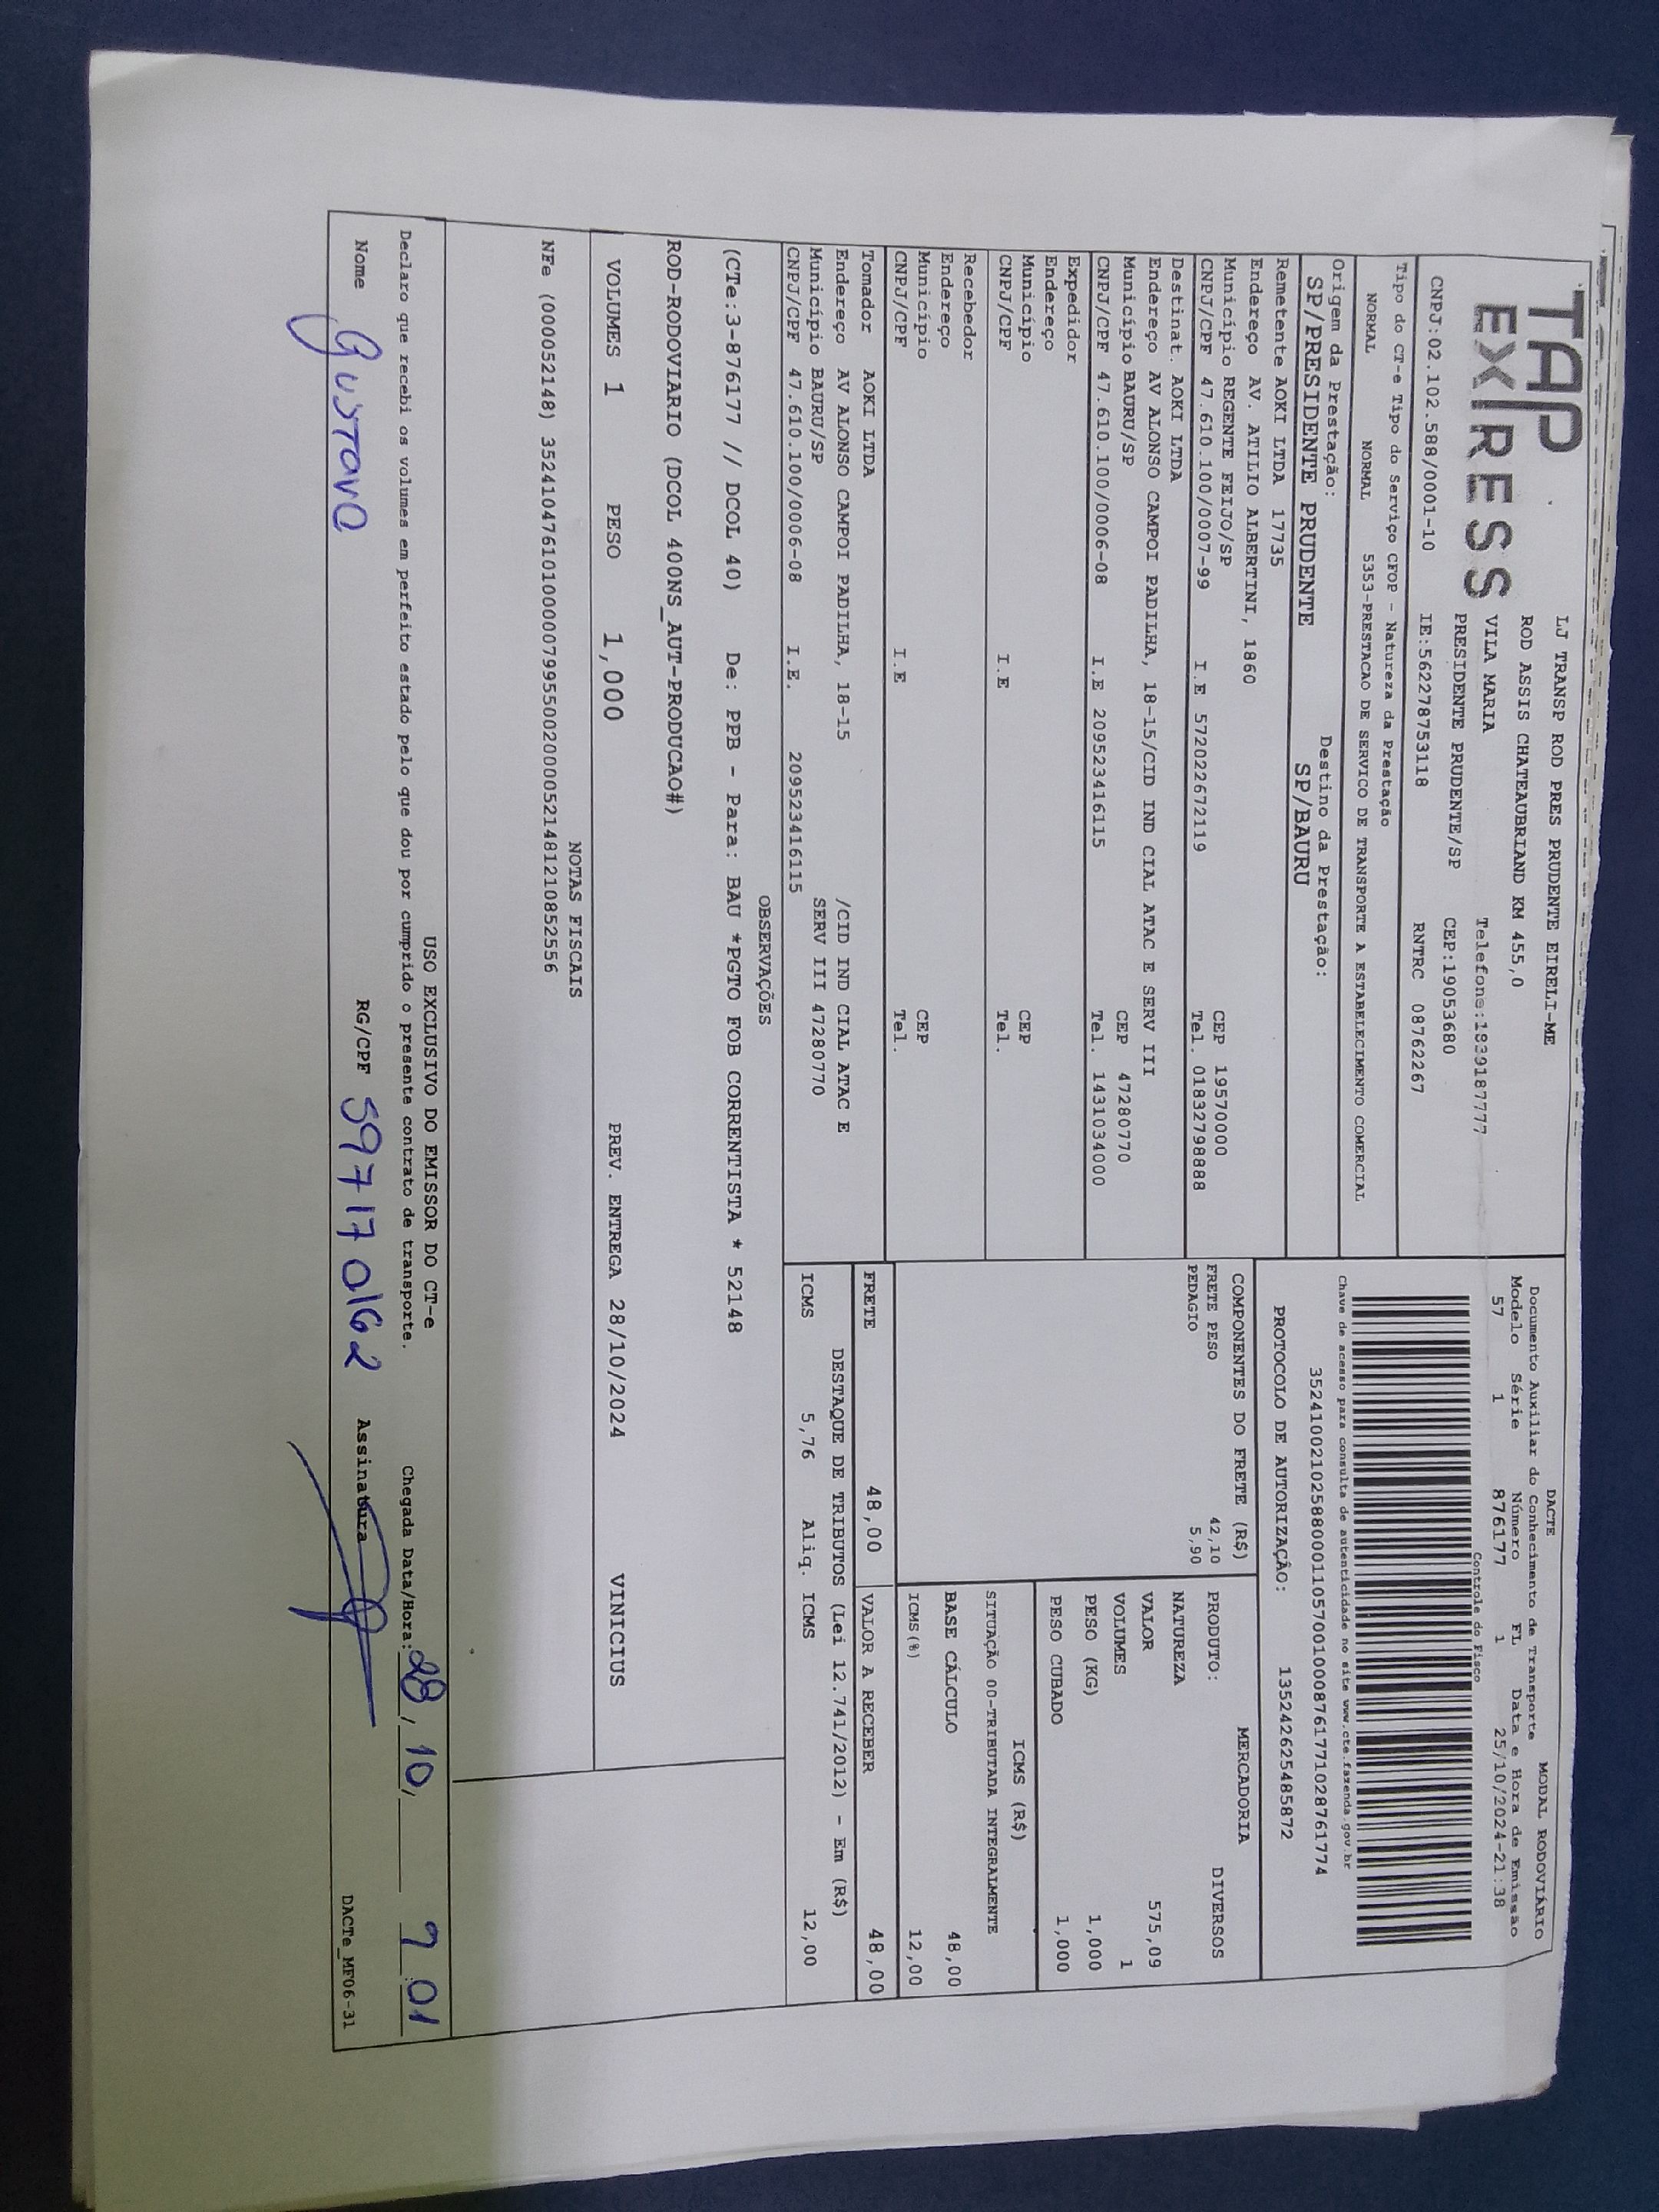 TAP
EXPRESS
LJ TRANSP ROD PRES PRUDENTE EIRELI-ME
ROD ASSIS CHATEAUBRIAND KM 455,0
VILA MARIA Telefone:1839187777
PRESIDENTE PRUDENTE/SP CEP:19053680
CNPJ:02.102.588/0001-10 IE:562278753118 RNTRC 08762267
DACTE MODAL RODOVIÁRIO
Documento Auxiliar do Conhecimento de Transporte
Modelo Série Número FL Data e Hora de Emissão
57 1 876177 1 25/10/2024-21:38
Controle do Fisco
Tipo do CT-e Tipo do Serviço CFOP - Natureza da Prestação
NORMAL NORMAL 5353-PRESTACAO DE SERVICO DE TRANSPORTE A ESTABELECIMENTO COMERCIAL
Chave de acesso para consulta de autenticidade no site www.cte.fazenda.gov.br
35241002102588000110570010008761771028761774
PROTOCOLO DE AUTORIZAÇÃO: 135242625485872
Origem da Prestação: Destino da Prestação:
SP/PRESIDENTE PRUDENTE SP/BAURU
Remetente AOKI LTDA 17735
Endereço AV. ATILIO ALBERTINI, 1860
Município REGENTE FEIJO/SP CEP 19570000
CNPJ/CPF 47.610.100/0007-99 I.E 572022672119 Tel. 01832798888
Destinat. AOKI LTDA
Endereço AV ALONSO CAMPOI PADILHA, 18-15/CID IND CIAL ATAC E SERV III
Município BAURU/SP CEP 47280770
CNPJ/CPF 47.610.100/0006-08 I.E 209523416115 Tel. 1431034000
Expedidor
Endereço
Município CEP
CNPJ/CPF I.E Tel.
Recebedor
Endereço
Município CEP
CNPJ/CPF I.E Tel.
Tomador AOKI LTDA
Endereço AV ALONSO CAMPOI PADILHA, 18-15 /CID IND CIAL ATAC E
Município BAURU/SP SERV III 47280770
CNPJ/CPF 47.610.100/0006-08 I.E. 209523416115
COMPONENTES DO FRETE (R$)
FRETE PESO 42,10
PEDAGIO 5,90
MERCADORIA
PRODUTO: DIVERSOS
NATUREZA
VALOR 575,09
VOLUMES 1
PESO (KG) 1,000
PESO CUBADO 1,000
ICMS (R$)
SITUAÇÃO 00-TRIBUTADA INTEGRALMENTE
BASE CÁLCULO 48,00
ICMS(%) 12,00
FRETE 48,00 VALOR A RECEBER 48,00
DESTAQUE DE TRIBUTOS (Lei 12.741/2012) - Em (R$)
ICMS 5,76 Aliq. ICMS 12,00
OBSERVAÇÕES
(CTe:3-876177 // DCOL 40) De: PPB - Para: BAU *PGTO FOB CORRENTISTA * 52148
ROD-RODOVIARIO (DCOL 400NS_AUT-PRODUCAO#)
VOLUMES 1 PESO 1,000 PREV. ENTREGA 28/10/2024 VINICIUS
NOTAS FISCAIS
NFe (000052148) 35241047610100000799550020000521481210852556
USO EXCLUSIVO DO EMISSOR DO CT-e
Declaro que recebi os volumes em perfeito estado pelo que dou por cumprido o presente contrato de transporte. Chegada Data/Hora: 28/10/ 9:01
Nome Gustavo RG/CPF 597170162 Assinatura
DACTe_MF06-31